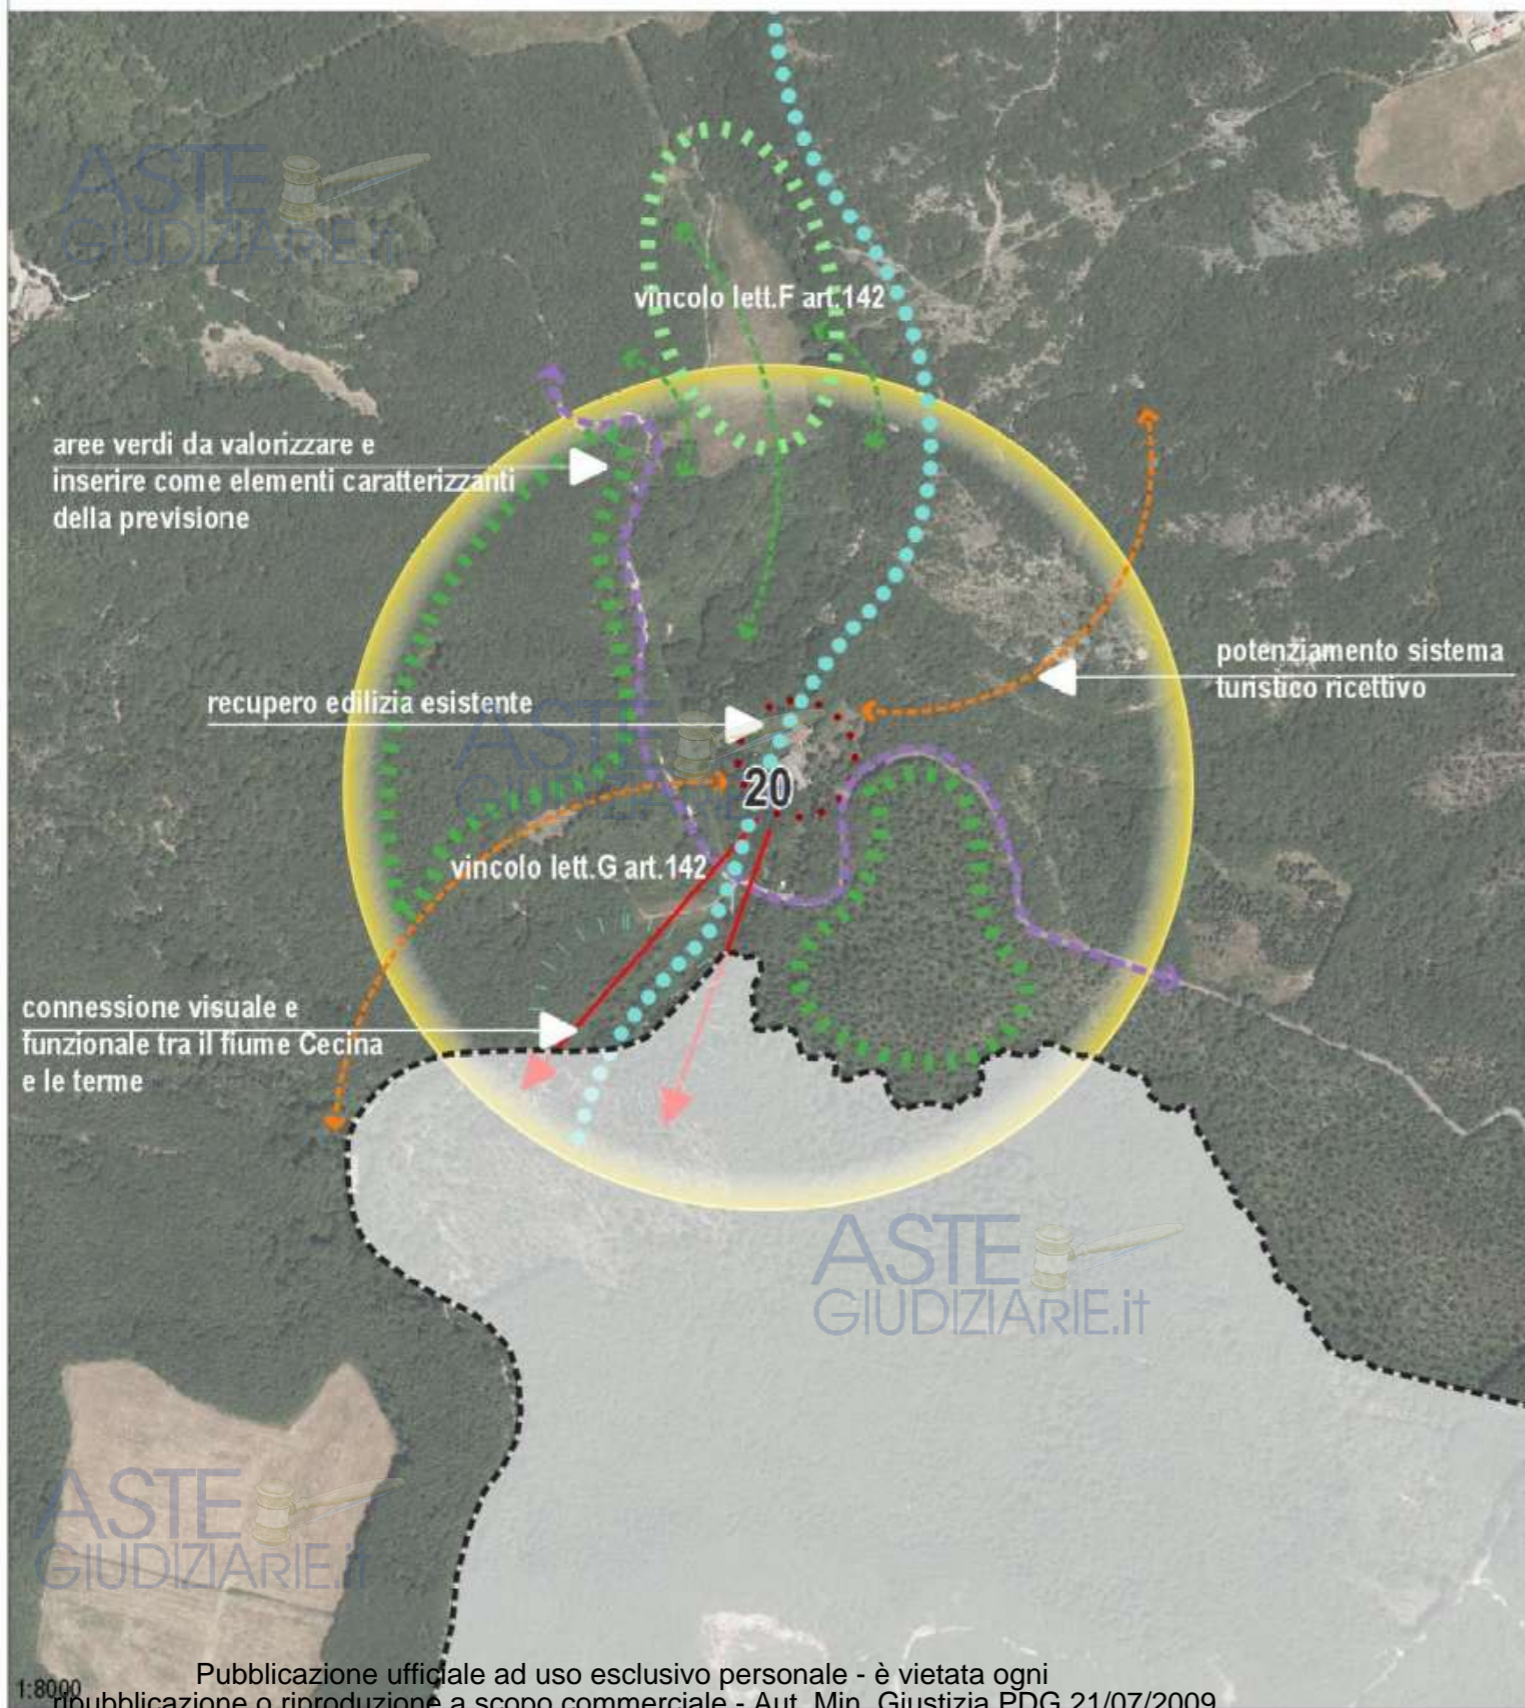 ASTE
GIUDIZIARIE.it
vincolo lett.F art.142
aree verdi da valorizzare e
inserire come elementi caratterizzanti
della previsione
potenziamento sistema
turistico ricettivo
recupero edilizia esistente
ASTE
GIUDIZIARIE.it
20
vincolo lett.G art.142
connessione visuale e
funzionale tra il fiume Cecina
e le terme
ASTE
GIUDIZIARIE.it
ASTE
GIUDIZIARIE.it
Pubblicazione ufficiale ad uso esclusivo personale - è vietata ogni
1:8000
ripubblicazione o riproduzione a scopo commerciale - Aut. Min. Giustizia PDG 21/07/2009